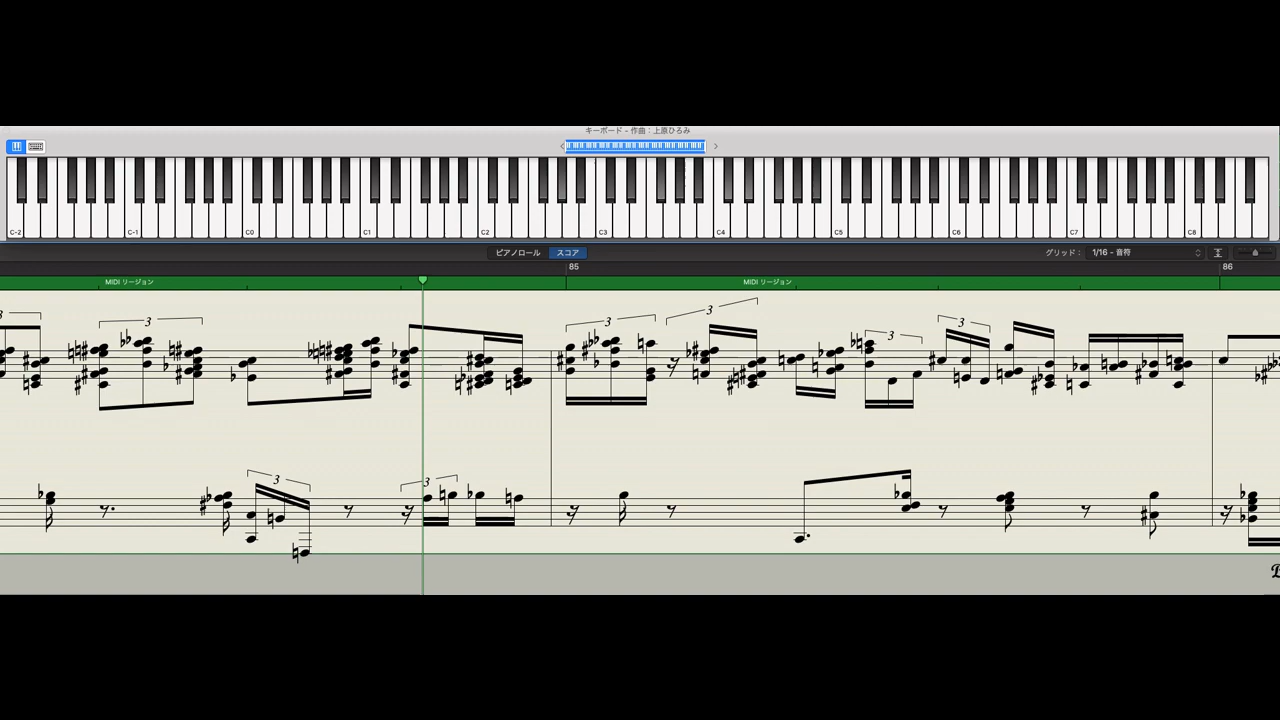 キーボード – 作曲：上原ひろみ
C-2 C-1 C0 C1 C2 C3 C4 C5 C6 C7 C8
ピアノロール スコア グリッド： 1/16 – 音符
85 86
MIDI リージョン MIDI リージョン
3 3 3 3 3 3 3
3 3